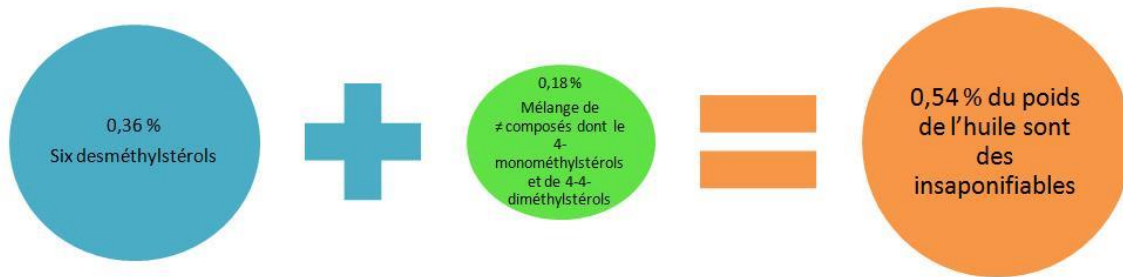 0,36 %
Six desméthylstérols
0,18 %
Mélange de
≠ composés dont le
4-
monométhylstérols
et de 4-4-
diméthylstérols
0,54 % du poids
de l’huile sont
des
insaponifiables